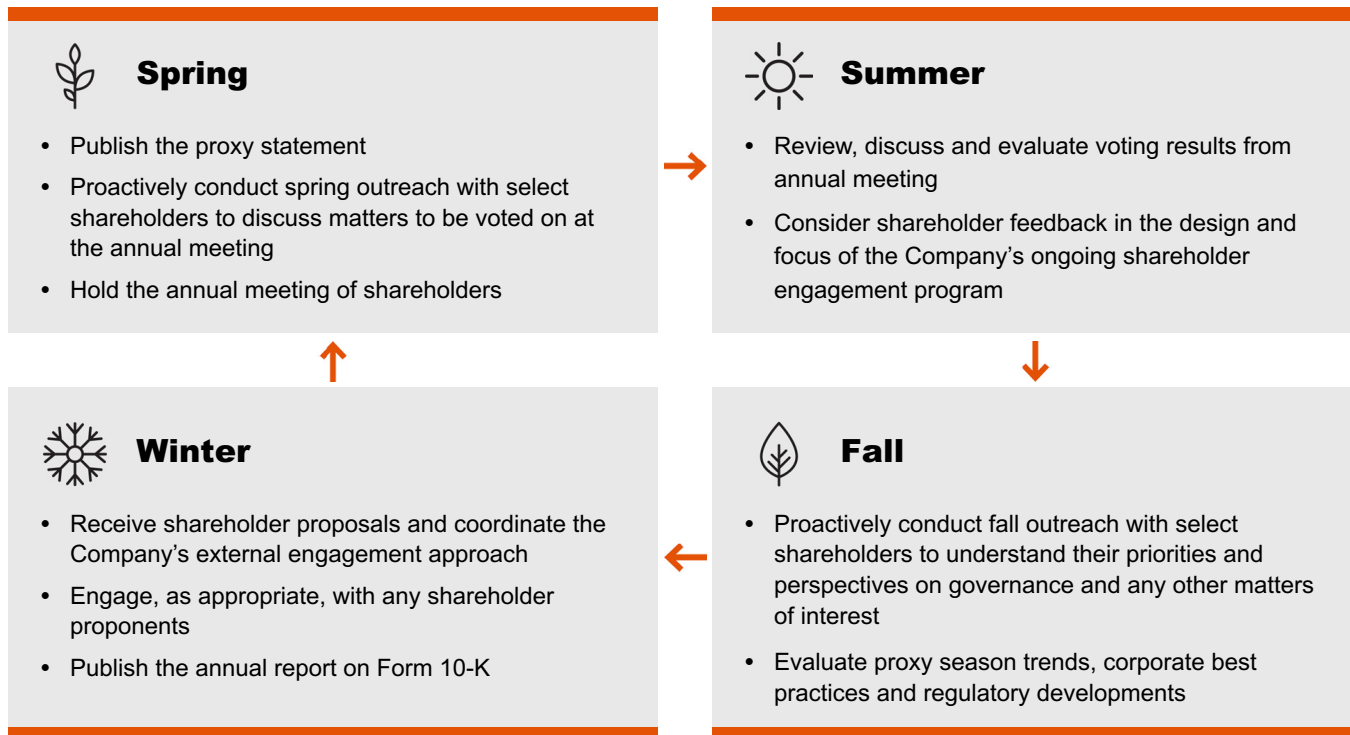 Spring
• Publish the proxy statement
• Proactively conduct spring outreach with select
shareholders to discuss matters to be voted on at
the annual meeting
• Hold the annual meeting of shareholders
Summer
• Review, discuss and evaluate voting results from
annual meeting
• Consider shareholder feedback in the design and
focus of the Company’s ongoing shareholder
engagement program
Fall
• Proactively conduct fall outreach with select
shareholders to understand their priorities and
perspectives on governance and any other matters
of interest
• Evaluate proxy season trends, corporate best
practices and regulatory developments
Winter
• Receive shareholder proposals and coordinate the
Company’s external engagement approach
• Engage, as appropriate, with any shareholder
proponents
• Publish the annual report on Form 10-K